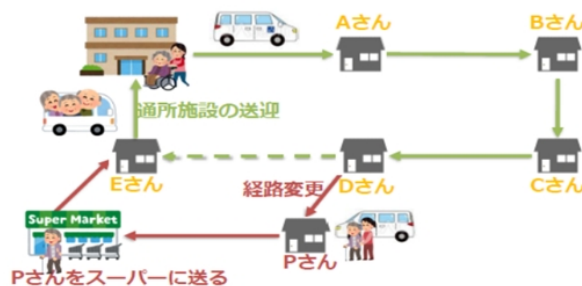 Aさん
Bさん
通所施設の送迎
Eさん
経路変更
Dさん
Cさん
Super Market
Pさん
Pさんをスーパーに送る